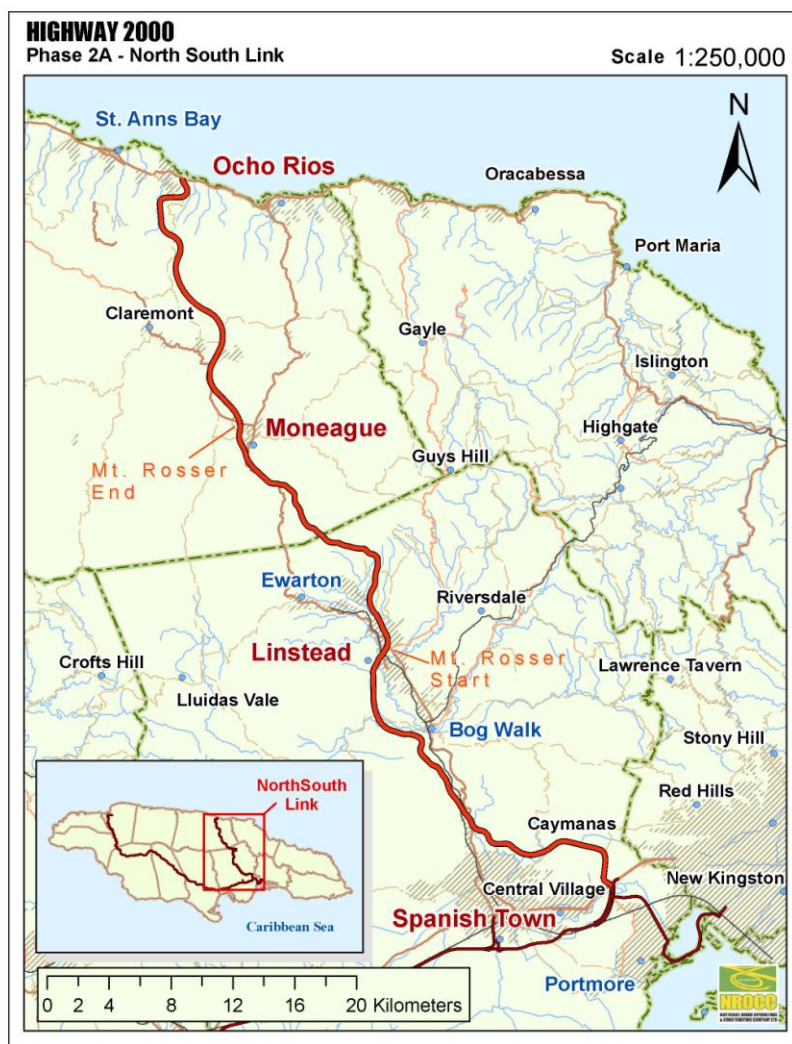 HIGHWAY 2000
Phase 2A - North South Link
Scale 1:250,000
N
St. Anns Bay
Ocho Rios
Oracabessa
Port Maria
Claremont
Gayle
Islington
Moneague
Highgate
Mt. Rosser
End
Guys Hill
Ewarton
Riversdale
Linstead
Mt. Rosser
Start
Crofts Hill
Lawrence Tavern
Lluidas Vale
Bog Walk
Stony Hill
NorthSouth
Link
Red Hills
Caymanas
New Kingston
Central Village
Spanish Town
Caribbean Sea
Portmore
0 2 4 8 12 16 20 Kilometers
NROCC